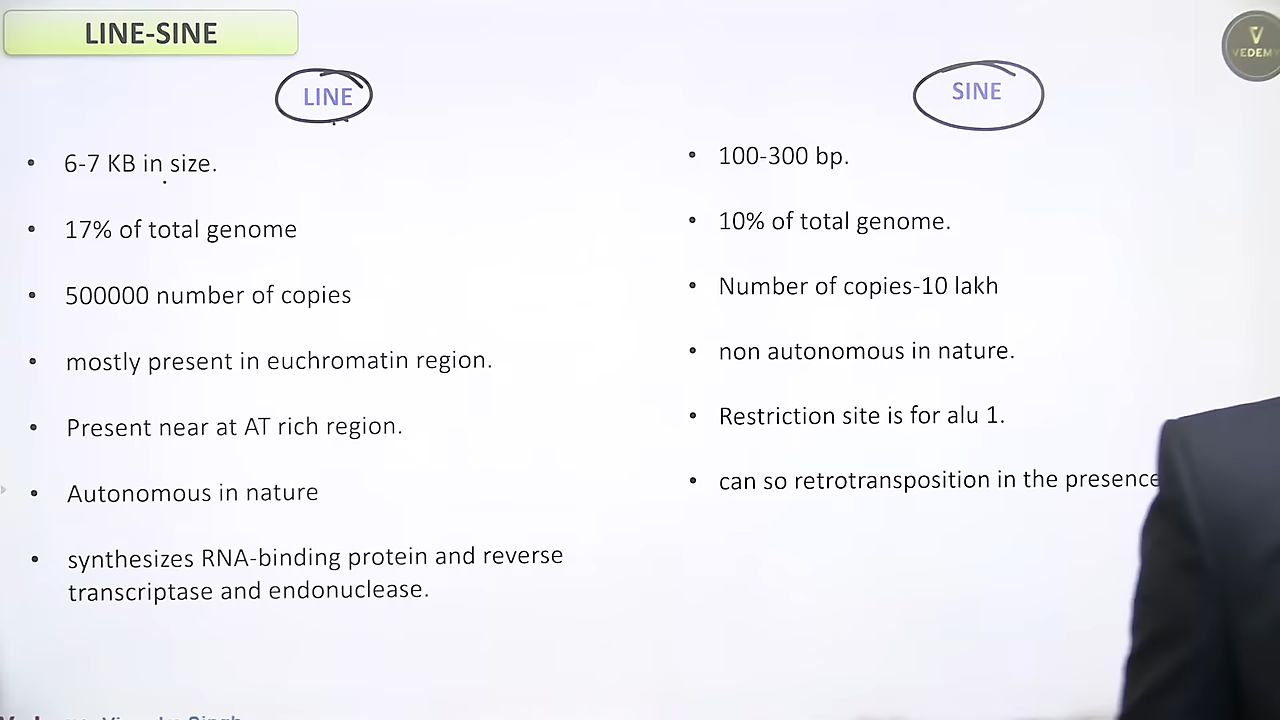 LINE-SINE
VEDEMY
LINE
SINE
• 6-7 KB in size.
• 17% of total genome
• 500000 number of copies
• mostly present in euchromatin region.
• Present near at AT rich region.
• Autonomous in nature
• synthesizes RNA-binding protein and reverse
transcriptase and endonuclease.
• 100-300 bp.
• 10% of total genome.
• Number of copies-10 lakh
• non autonomous in nature.
• Restriction site is for alu 1.
• can so retrotransposition in the presence